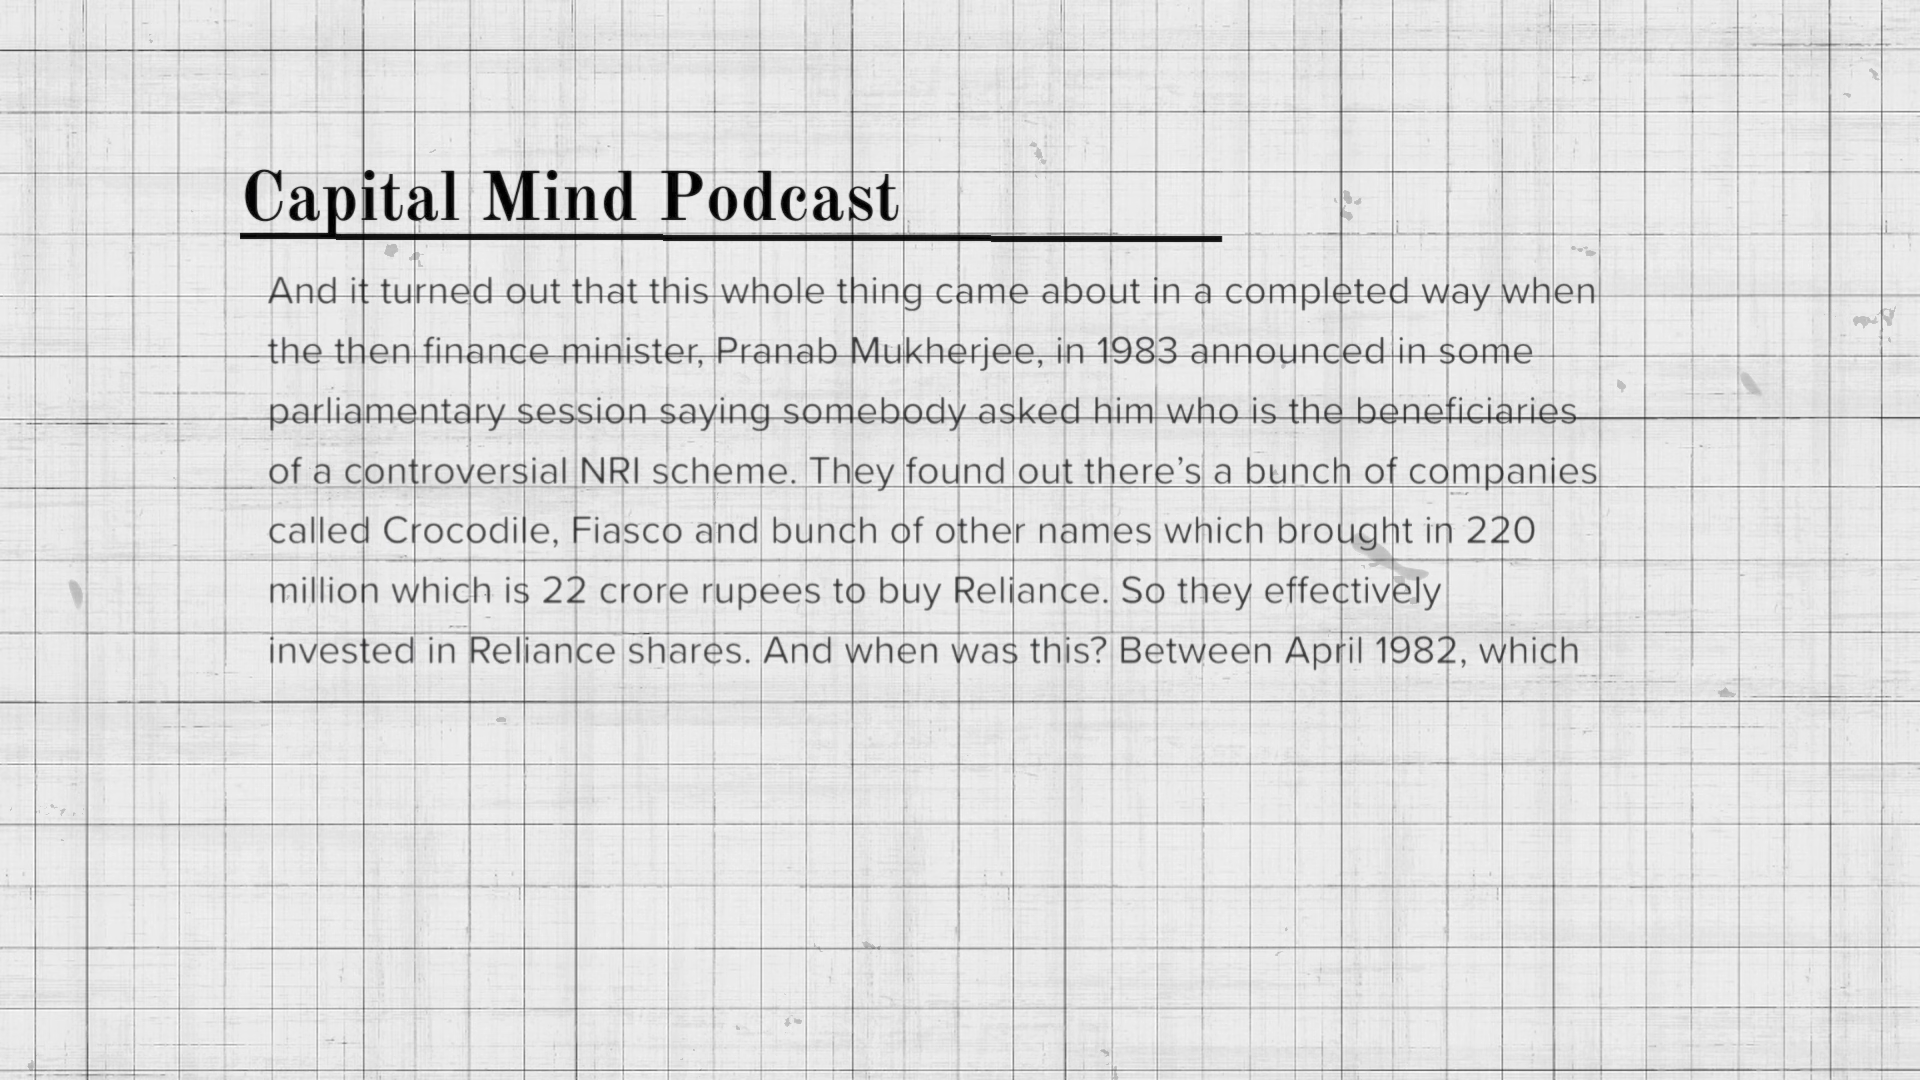 Capital Mind Podcast
And it turned out that this whole thing came about in a completed way when
the then finance minister, Pranab Mukherjee, in 1983 announced in some
parliamentary session saying somebody asked him who is the beneficiaries
of a controversial NRI scheme. They found out there’s a bunch of companies
called Crocodile, Fiasco and bunch of other names which brought in 220
million which is 22 crore rupees to buy Reliance. So they effectively
invested in Reliance shares. And when was this? Between April 1982, which